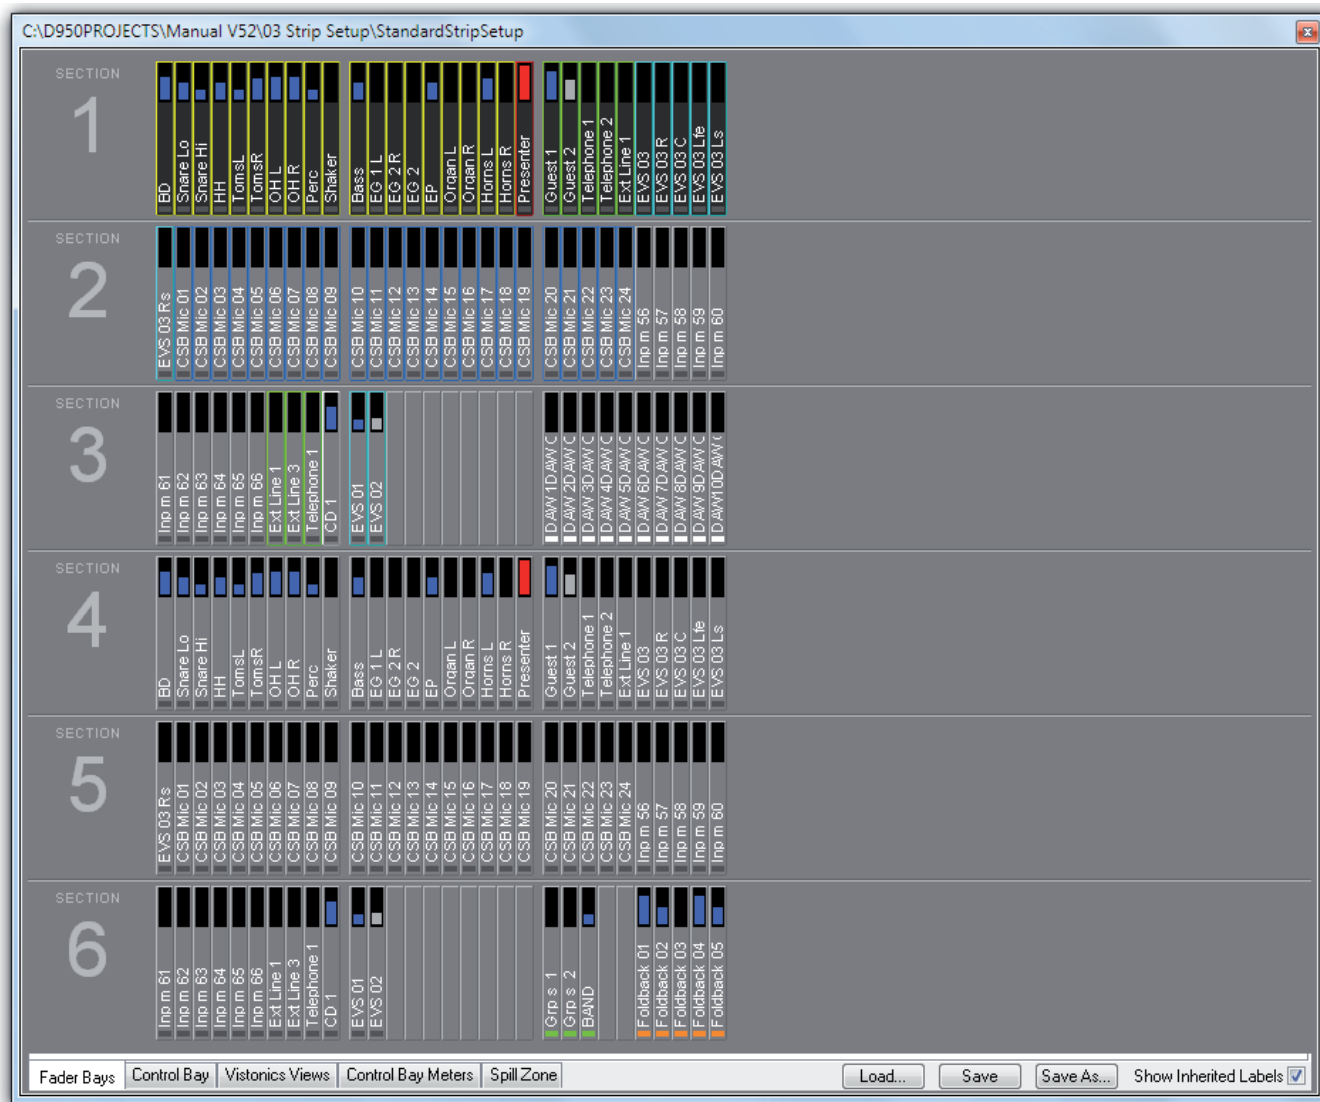 C:\D950PROJECTS\Manual V52\03 Strip Setup\StandardStripSetup
SECTION
1
BD
Snare Lo
Snare Hi
HH
TomsL
TomsR
OH L
OH R
Perc
Shaker
Bass
EG 1 L
EG 2 R
EG 2
EP
Organ L
Organ R
Horns L
Horns R
Presenter
Guest 1
Guest 2
Telephone 1
Telephone 2
Ext Line 1
EVS 03
EVS 03 R
EVS 03 C
EVS 03 Lfe
EVS 03 Ls
SECTION
2
EVS 03 Rs
CSB Mic 01
CSB Mic 02
CSB Mic 03
CSB Mic 04
CSB Mic 05
CSB Mic 06
CSB Mic 07
CSB Mic 08
CSB Mic 09
CSB Mic 10
CSB Mic 11
CSB Mic 12
CSB Mic 13
CSB Mic 14
CSB Mic 15
CSB Mic 16
CSB Mic 17
CSB Mic 18
CSB Mic 19
CSB Mic 20
CSB Mic 21
CSB Mic 22
CSB Mic 23
CSB Mic 24
Inp m 56
Inp m 57
Inp m 58
Inp m 59
Inp m 60
SECTION
3
Inp m 61
Inp m 62
Inp m 63
Inp m 64
Inp m 65
Inp m 66
Ext Line 1
Ext Line 3
Telephone 1
CD 1
EVS 01
EVS 02
DAW 1DAW C
DAW 2DAW C
DAW 3DAW C
DAW 4DAW C
DAW 5DAW C
DAW 6DAW C
DAW 7DAW C
DAW 8DAW C
DAW 9DAW C
DAW10DAW C
SECTION
4
BD
Snare Lo
Snare Hi
HH
TomsL
TomsR
OH L
OH R
Perc
Shaker
Bass
EG 1 L
EG 2 R
EG 2
EP
Organ L
Organ R
Horns L
Horns R
Presenter
Guest 1
Guest 2
Telephone 1
Telephone 2
Ext Line 1
EVS 03
EVS 03 R
EVS 03 C
EVS 03 Lfe
EVS 03 Ls
SECTION
5
EVS 03 Rs
CSB Mic 01
CSB Mic 02
CSB Mic 03
CSB Mic 04
CSB Mic 05
CSB Mic 06
CSB Mic 07
CSB Mic 08
CSB Mic 09
CSB Mic 10
CSB Mic 11
CSB Mic 12
CSB Mic 13
CSB Mic 14
CSB Mic 15
CSB Mic 16
CSB Mic 17
CSB Mic 18
CSB Mic 19
CSB Mic 20
CSB Mic 21
CSB Mic 22
CSB Mic 23
CSB Mic 24
Inp m 56
Inp m 57
Inp m 58
Inp m 59
Inp m 60
SECTION
6
Inp m 61
Inp m 62
Inp m 63
Inp m 64
Inp m 65
Inp m 66
Ext Line 1
Ext Line 3
Telephone 1
CD 1
EVS 01
EVS 02
Grp s 1
Grp s 2
BAND
Foldback 01
Foldback 02
Foldback 03
Foldback 04
Foldback 05
Fader Bays
Control Bay
Vistonics Views
Control Bay Meters
Spill Zone
Load...
Save
Save As...
Show Inherited Labels